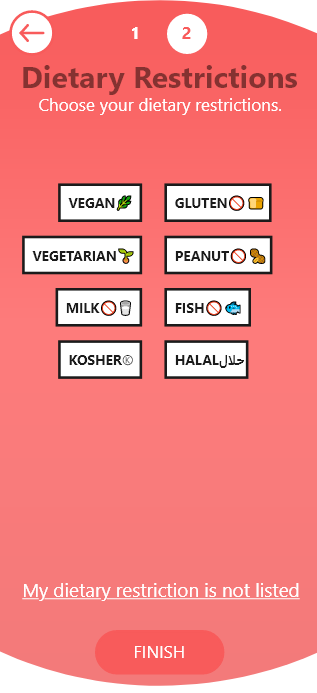 1 2
Dietary Restrictions
Choose your dietary restrictions.
VEGAN GLUTEN
VEGETARIAN PEANUT
MILK FISH
KOSHERⓀ HALALحلال
My dietary restriction is not listed
FINISH